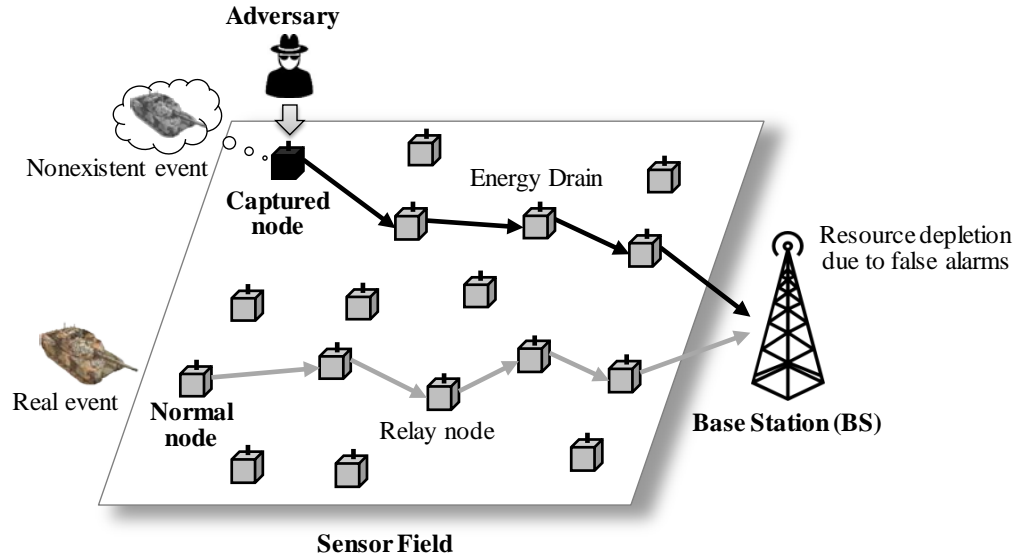 Adversary
Nonexistent event
Captured
node
Energy Drain
Resource depletion
due to false alarms
Real event
Normal
node
Relay node
Base Station (BS)
Sensor Field